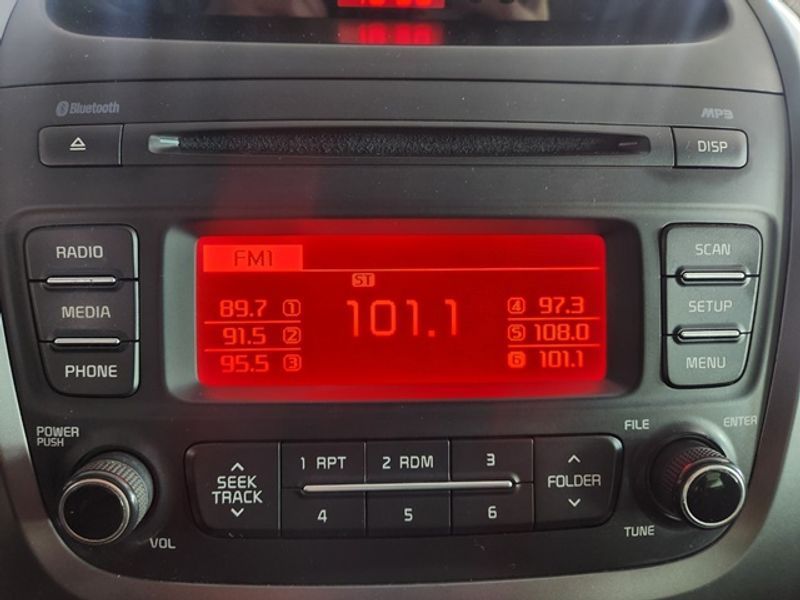 Bluetooth
MP3
DISP
RADIO
MEDIA
PHONE
FM1
ST
89.7 1
91.5 2
95.5 3
101.1
4 97.3
5 108.0
6 101.1
SCAN
SETUP
MENU
POWER
PUSH
VOL
SEEK
TRACK
1 RPT 2 RDM 3
4 5 6
FOLDER
FILE
ENTER
TUNE